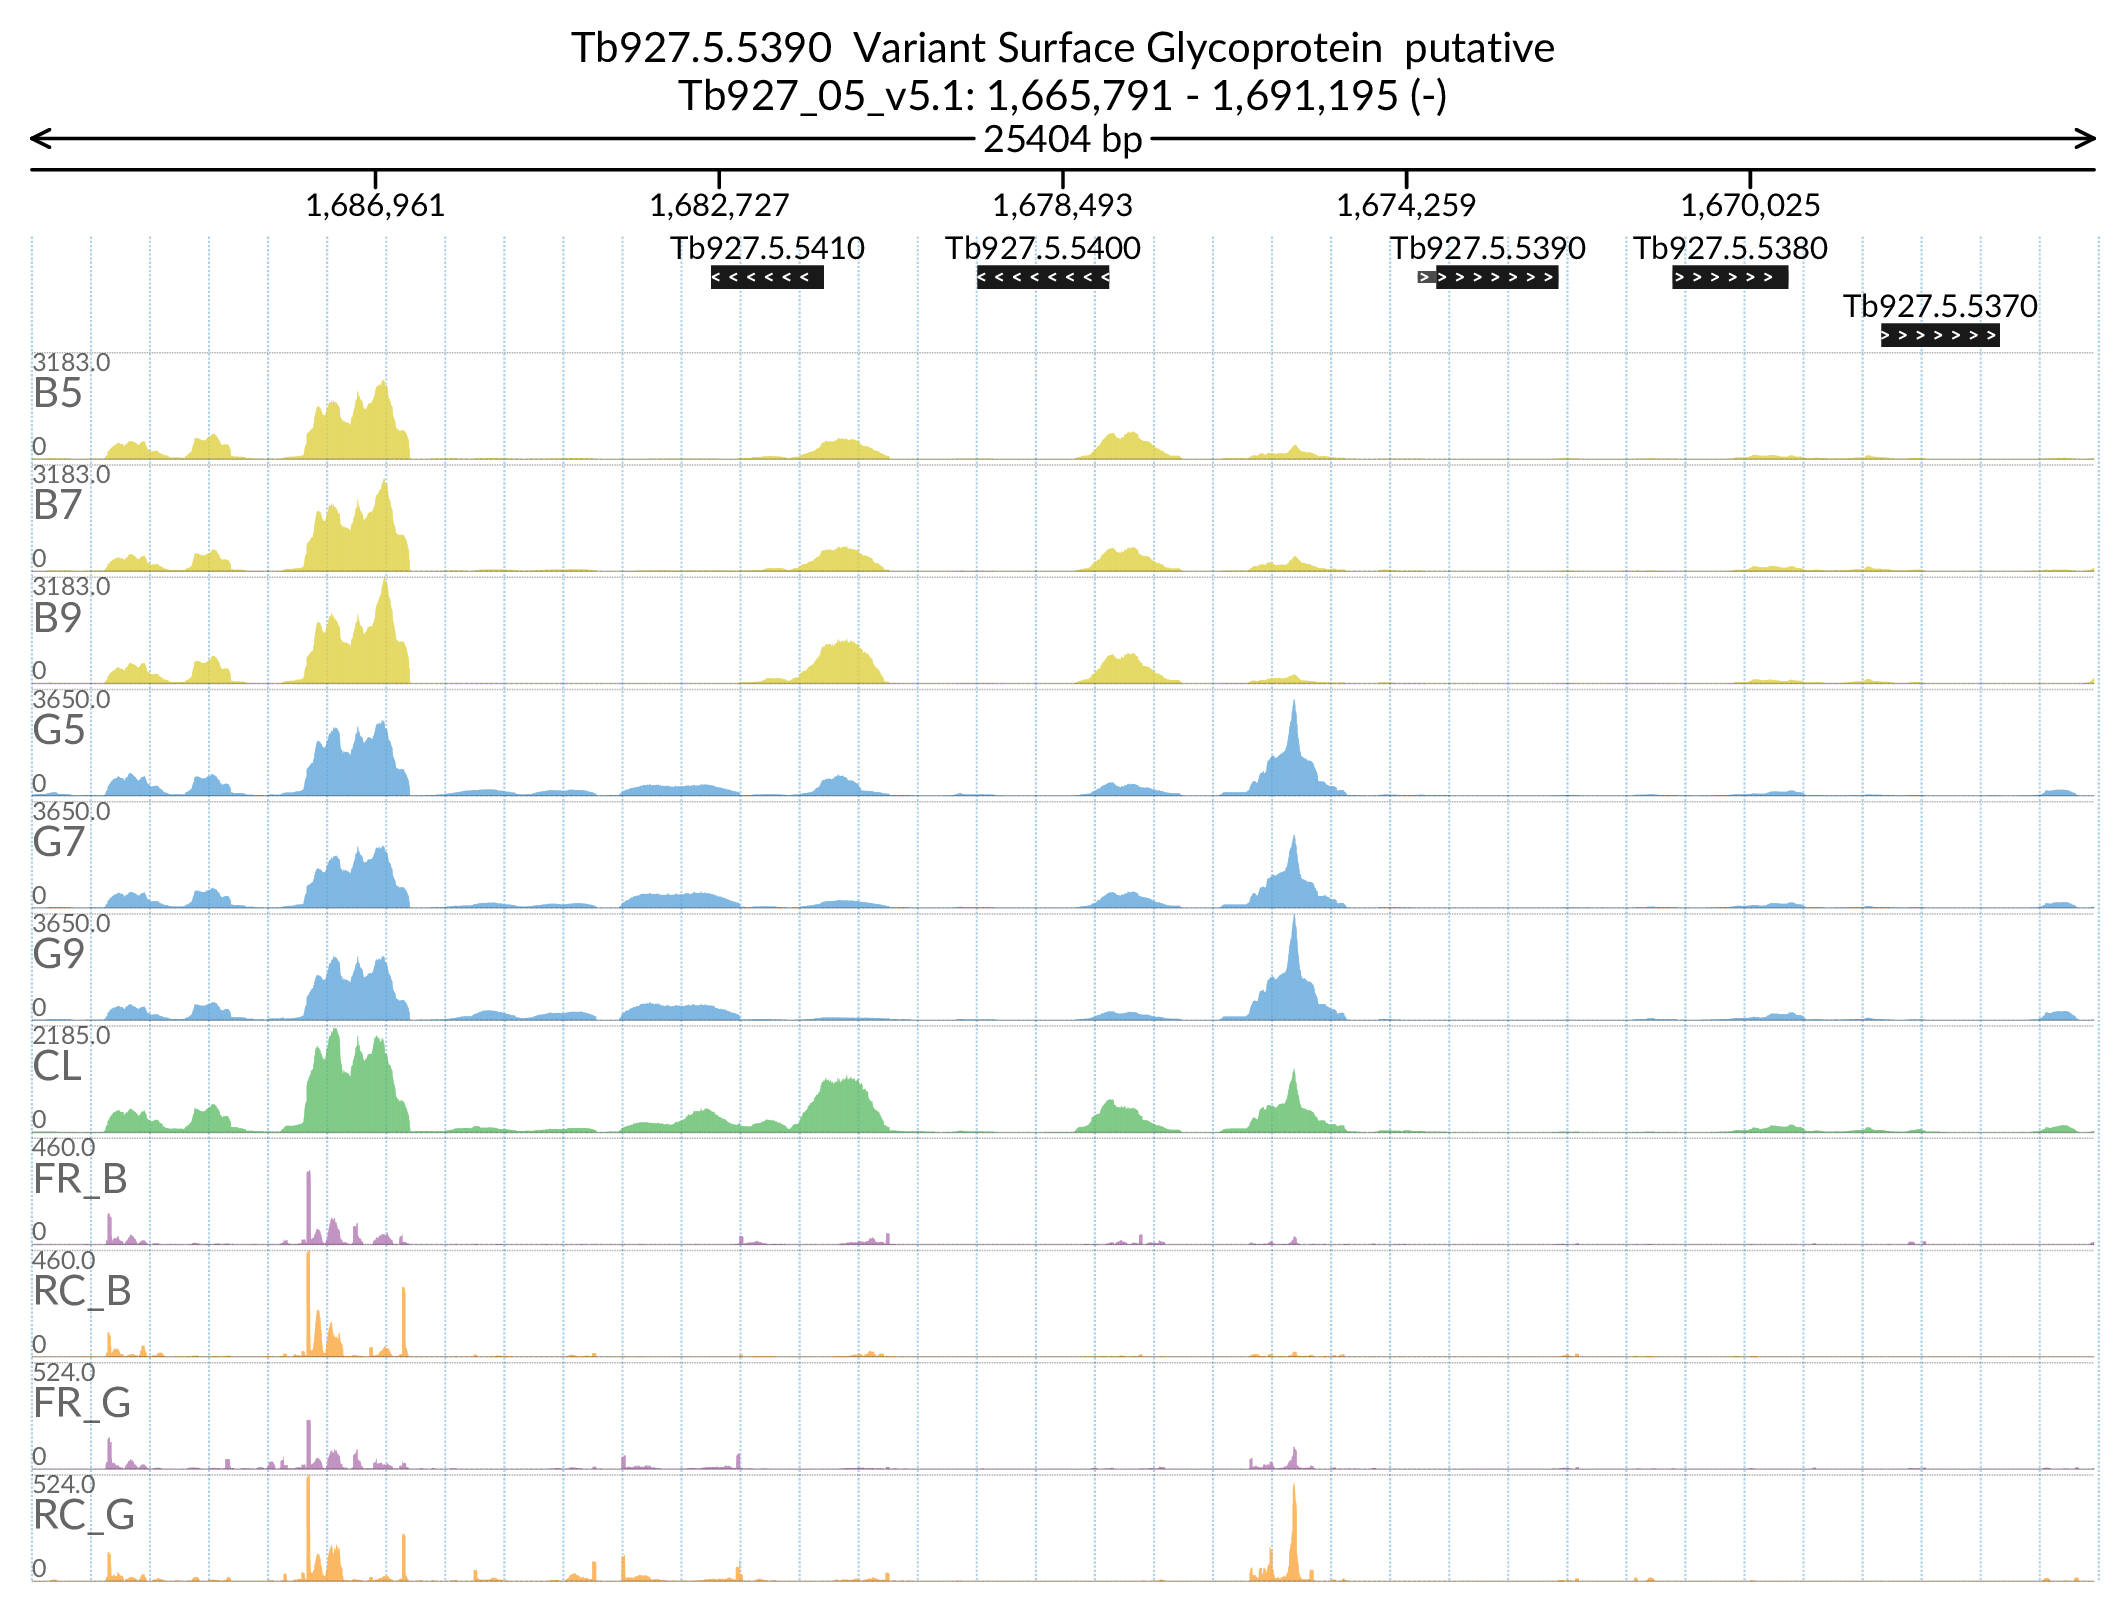 Tb927.5.5390  Variant Surface Glycoprotein  putative
Tb927_05_v5.1: 1,665,791 - 1,691,195 (-)
25404 bp
1,686,961 1,682,727 1,678,493 1,674,259 1,670,025
Tb927.5.5410 Tb927.5.5400 Tb927.5.5390 Tb927.5.5380
Tb927.5.5370
3183.0
B5
0
3183.0
B7
0
3183.0
B9
0
3650.0
G5
0
3650.0
G7
0
3650.0
G9
0
2185.0
CL
0
460.0
FR_B
0
460.0
RC_B
0
524.0
FR_G
0
524.0
RC_G
0